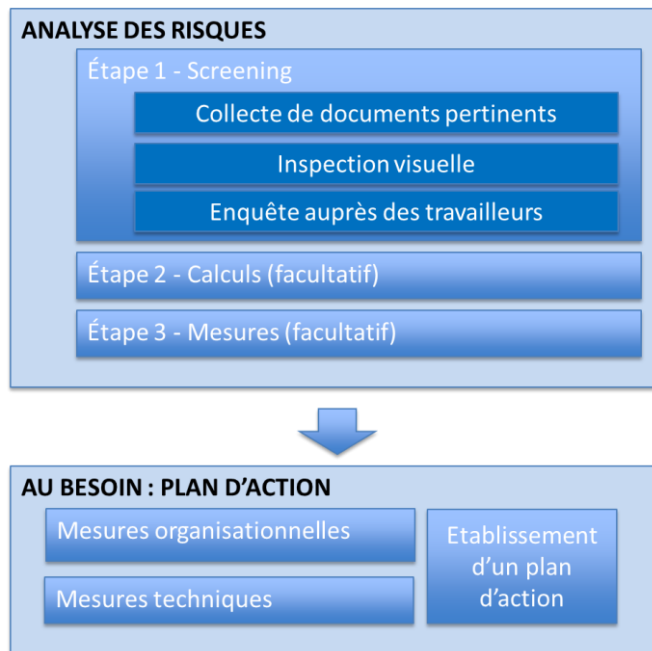 ANALYSE DES RISQUES
Étape 1 - Screening
Collecte de documents pertinents
Inspection visuelle
Enquête auprès des travailleurs
Étape 2 - Calculs (facultatif)
Étape 3 - Mesures (facultatif)
AU BESOIN : PLAN D’ACTION
Mesures organisationnelles
Mesures techniques
Etablissement
d’un plan
d’action